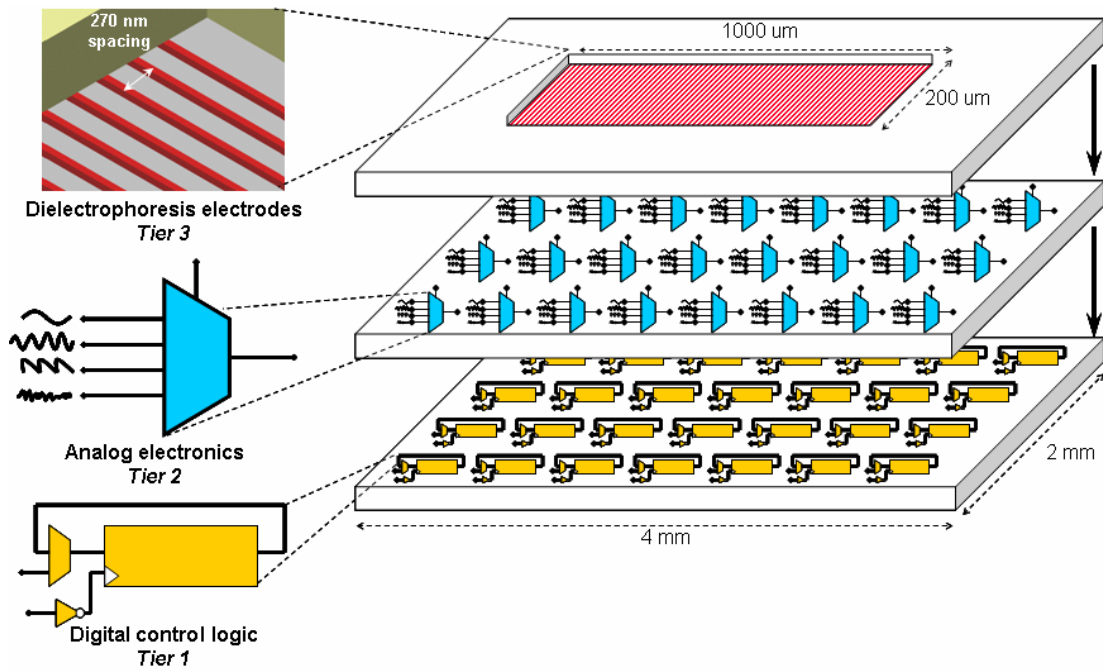 270 nm
spacing
Dielectrophoresis electrodes
Tier 3
1000 um
200 um
Analog electronics
Tier 2
2 mm
4 mm
Digital control logic
Tier 1